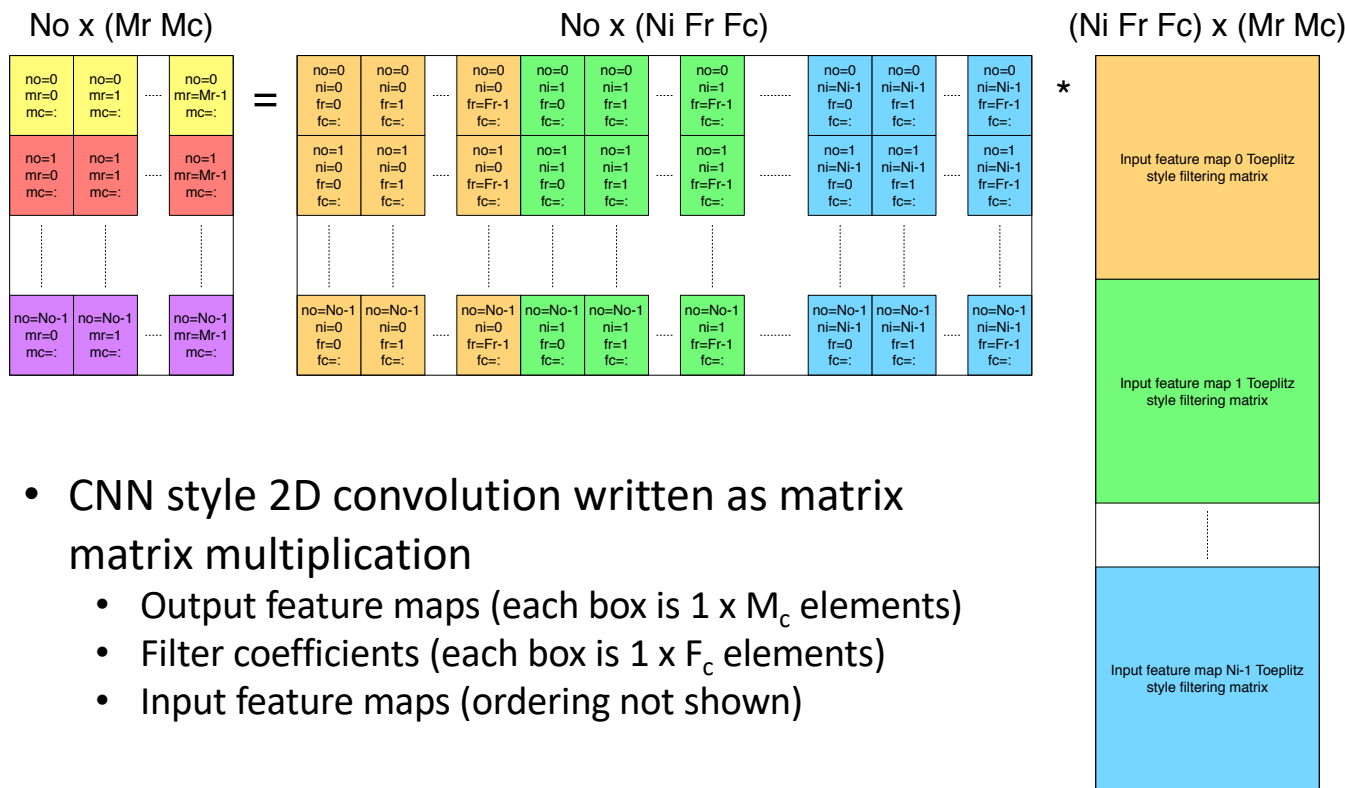 No x (Mr Mc)
No x (Ni Fr Fc)
(Ni Fr Fc) x (Mr Mc)
no=0 no=0 ..... no=0
mr=0 mr=1 mr=Mr-1
mc=: mc=: mc=:
no=1 no=1 ..... no=1
mr=0 mr=1 mr=Mr-1
mc=: mc=: mc=:
no=No-1 no=No-1 ..... no=No-1
mr=0 mr=1 mr=Mr-1
mc=: mc=: mc=:
=
no=0 no=0 ..... no=0 no=0 no=0 ..... no=0 ........ no=0 no=0 ..... no=0
ni=0 ni=0 ni=0 ni=1 ni=1 ni=1 ni=Ni-1 ni=Ni-1 ni=Ni-1
fr=0 fr=1 fr=Fr-1 fr=0 fr=1 fr=Fr-1 fr=0 fr=1 fr=Fr-1
fc=: fc=: fc=: fc=: fc=: fc=: fc=: fc=: fc=:
no=1 no=1 ..... no=1 no=1 no=1 ..... no=1 ........ no=1 no=1 ..... no=1
ni=0 ni=0 ni=0 ni=1 ni=1 ni=1 ni=Ni-1 ni=Ni-1 ni=Ni-1
fr=0 fr=1 fr=Fr-1 fr=0 fr=1 fr=Fr-1 fr=0 fr=1 fr=Fr-1
fc=: fc=: fc=: fc=: fc=: fc=: fc=: fc=: fc=:
no=No-1 no=No-1 ..... no=No-1 no=No-1 no=No-1 ..... no=No-1 ........ no=No-1 no=No-1 ..... no=No-1
ni=0 ni=0 ni=0 ni=1 ni=1 ni=1 ni=Ni-1 ni=Ni-1 ni=Ni-1
fr=0 fr=1 fr=Fr-1 fr=0 fr=1 fr=Fr-1 fr=0 fr=1 fr=Fr-1
fc=: fc=: fc=: fc=: fc=: fc=: fc=: fc=: fc=:
*
Input feature map 0 Toeplitz
style filtering matrix
Input feature map 1 Toeplitz
style filtering matrix
Input feature map Ni-1 Toeplitz
style filtering matrix
• CNN style 2D convolution written as matrix
matrix multiplication
• Output feature maps (each box is 1 x Mc elements)
• Filter coefficients (each box is 1 x Fc elements)
• Input feature maps (ordering not shown)